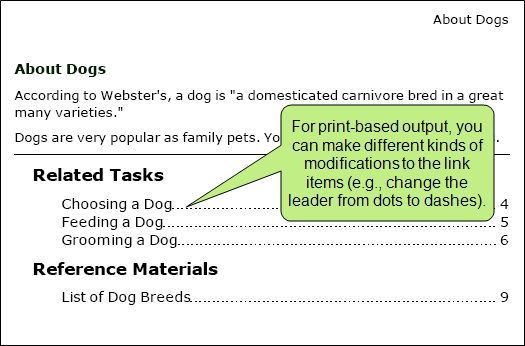 About Dogs
About Dogs
According to Webster's, a dog is "a domesticated carnivore bred in a great
many varieties."
Dogs are very popular as family pets. Yo
For print-based output, you
can make different kinds of
modifications to the link
items (e.g., change the
leader from dots to dashes).
Related Tasks
Choosing a Dog........4
Feeding a Dog........5
Grooming a Dog........6
Reference Materials
List of Dog Breeds........9